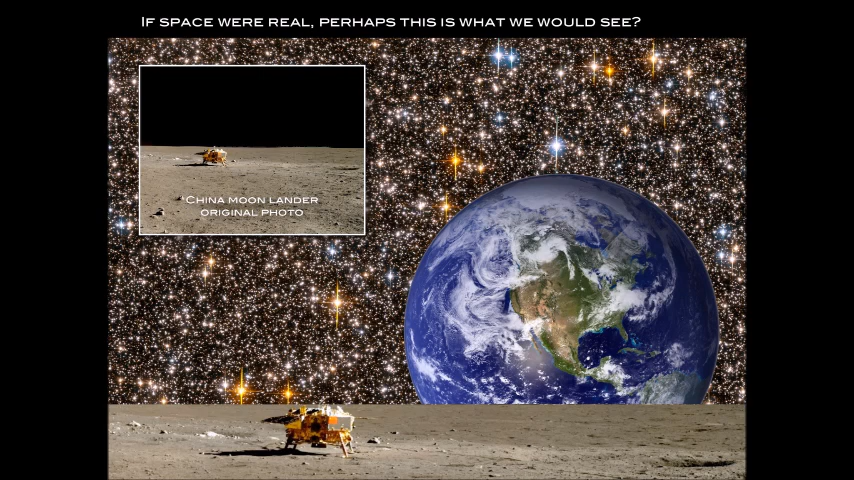 If space were real, perhaps this is what we would see?
*China moon lander
original photo